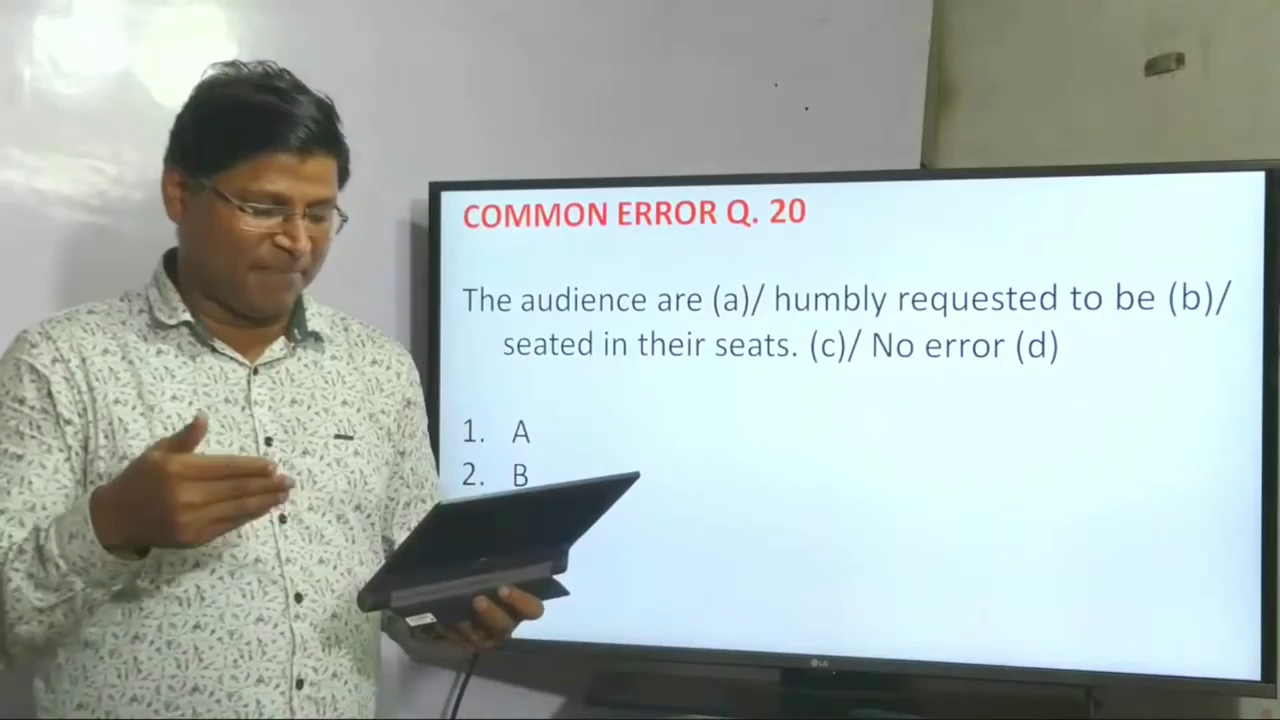 COMMON ERROR Q. 20
The audience are (a)/ humbly requested to be (b)/
seated in their seats. (c)/ No error (d)
1. A
2. B
LG